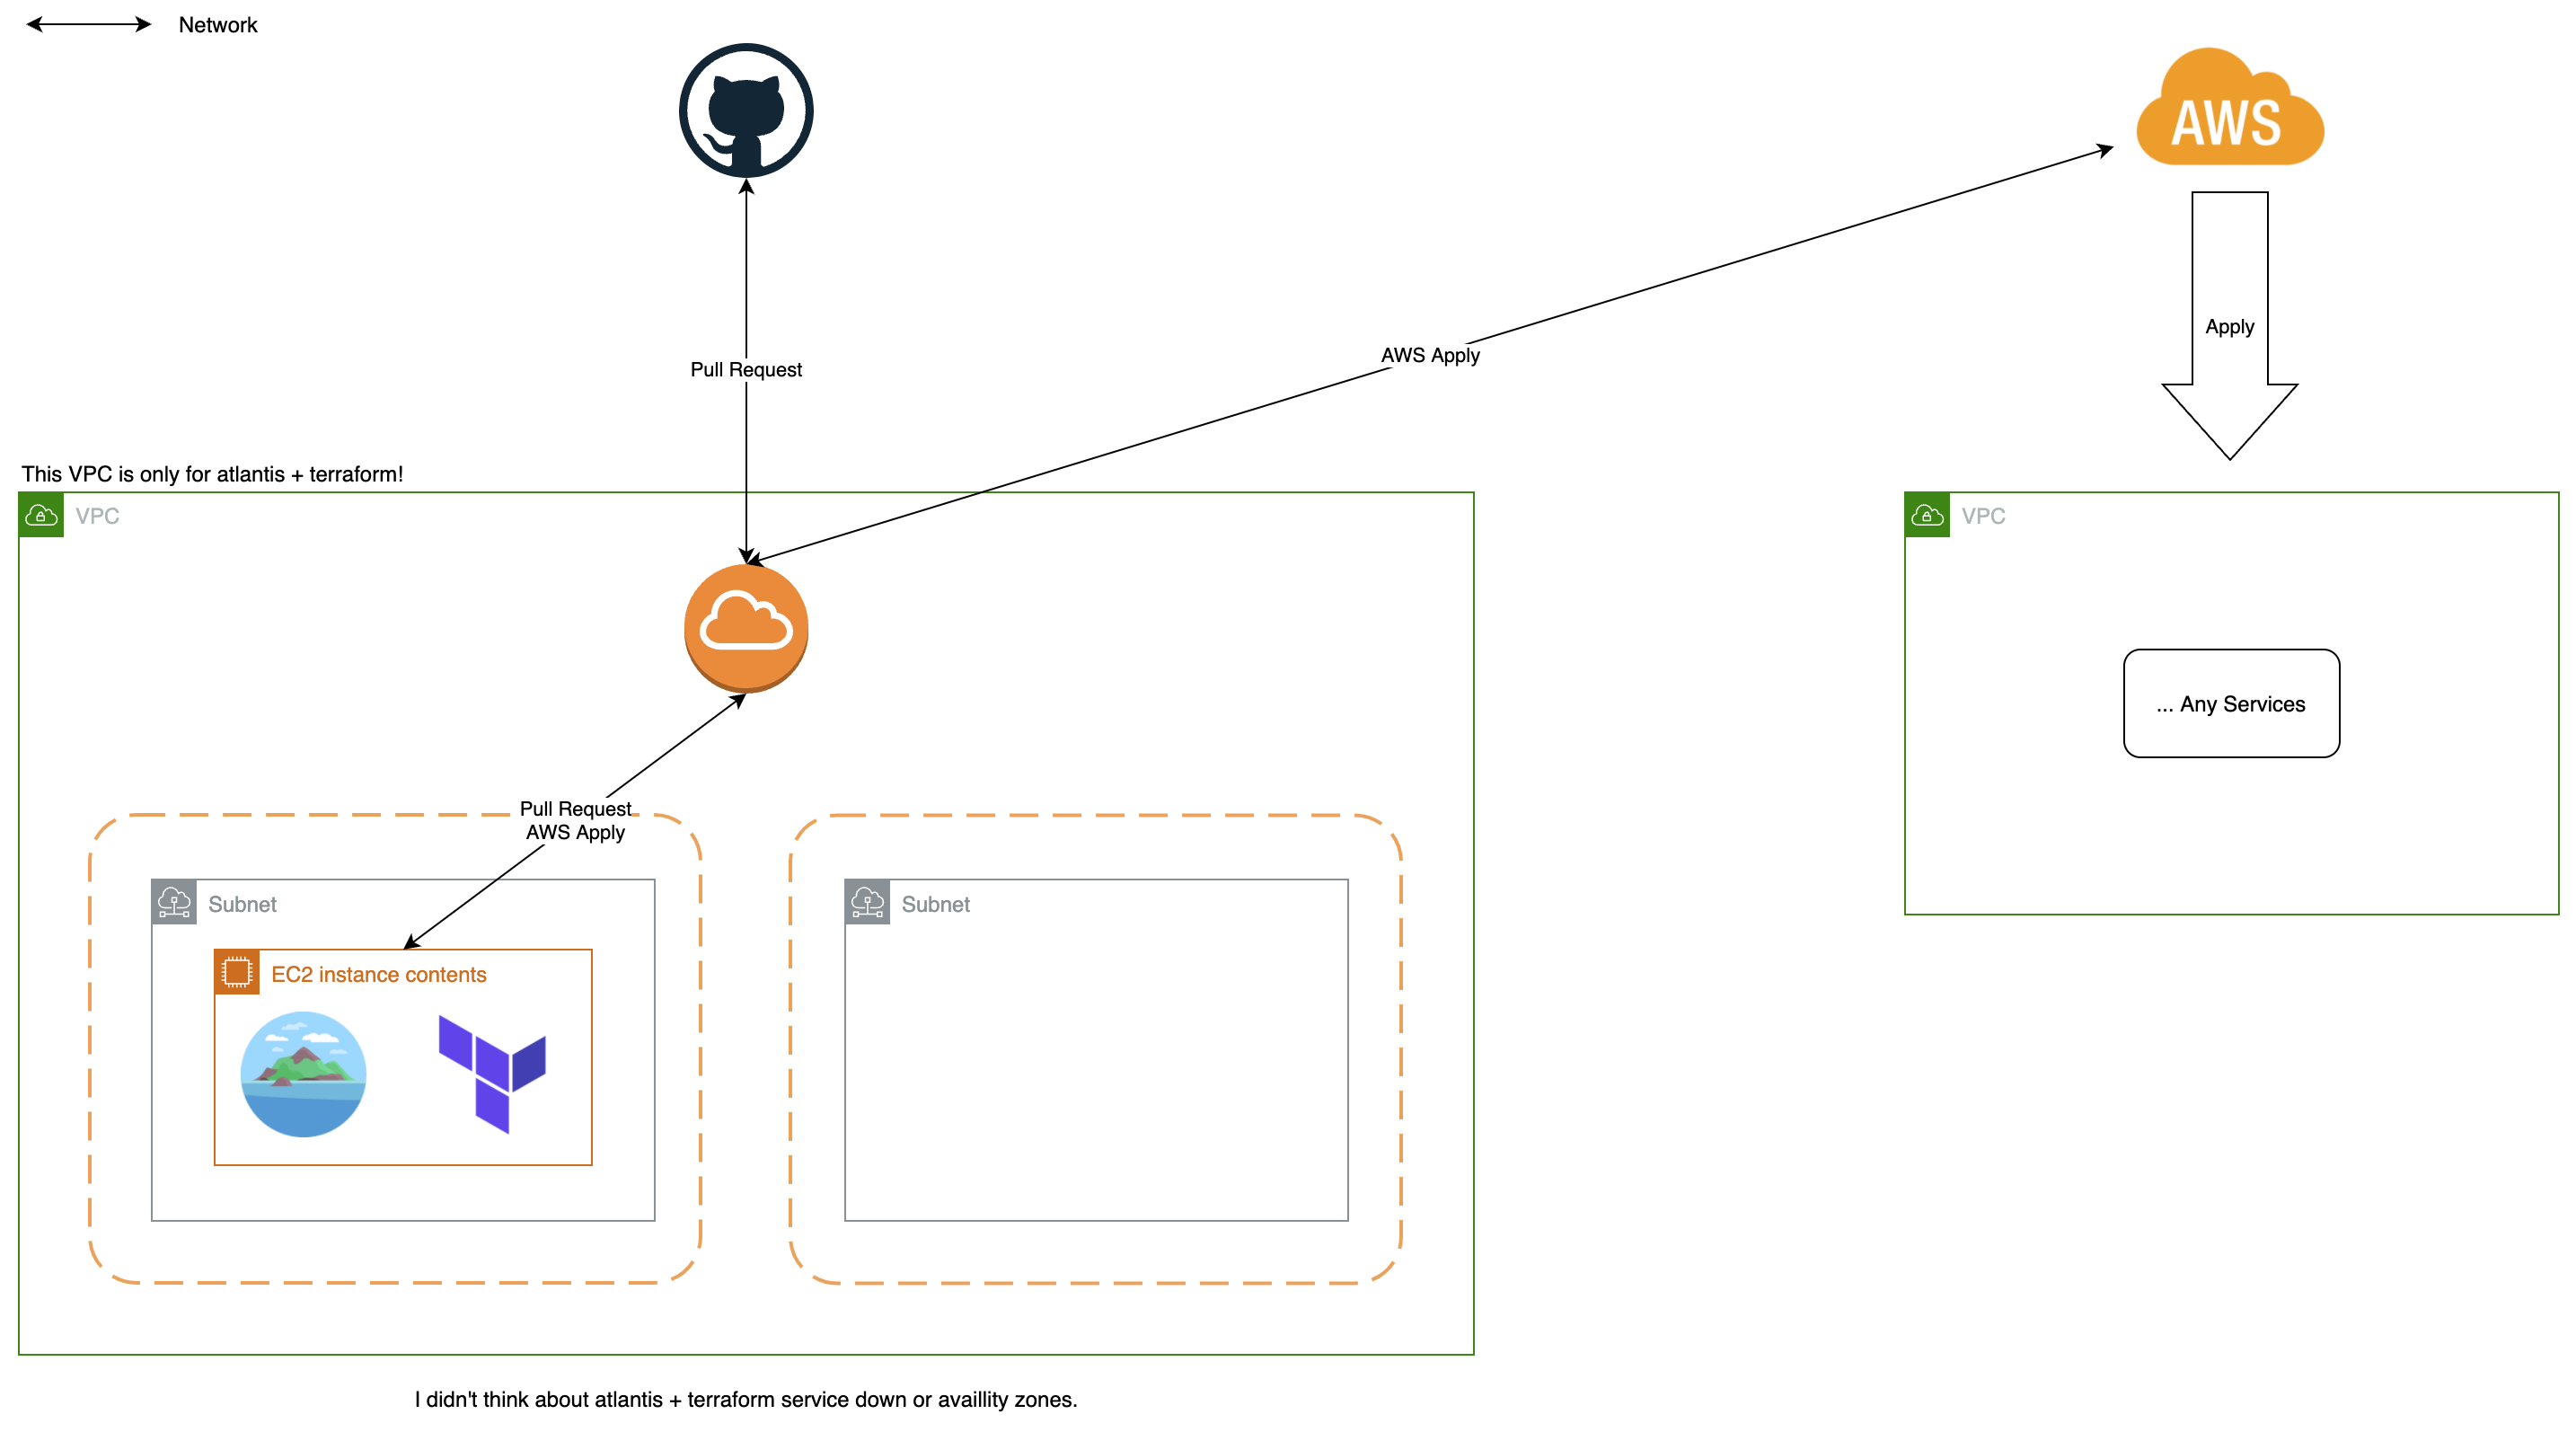 Network
AWS
Pull Request
AWS Apply
Apply
This VPC is only for atlantis + terraform!
VPC
VPC
... Any Services
Pull Request
AWS Apply
Subnet
Subnet
EC2 instance contents
I didn't think about atlantis + terraform service down or availlity zones.